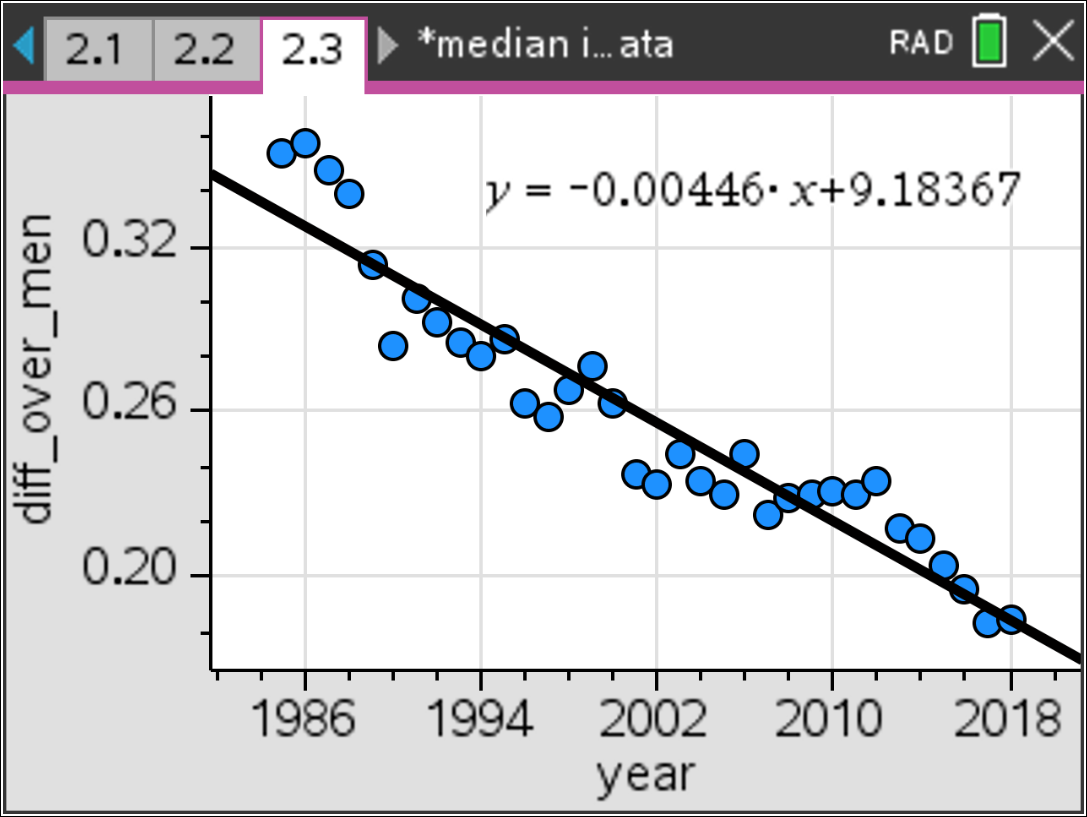 2.1 2.2 2.3 *median i...ata RAD
y = -0.00446· x+9.18367
0.32
0.26
0.20
diff_over_men
1986 1994 2002 2010 2018
year